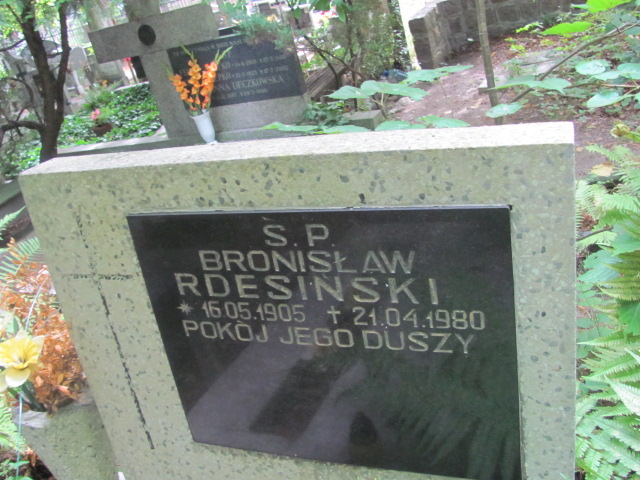 Ś.P.
BRONISŁAW
RDESIŃSKI
* 16.05.1905 ✝ 21.04.1980
POKÓJ JEGO DUSZY